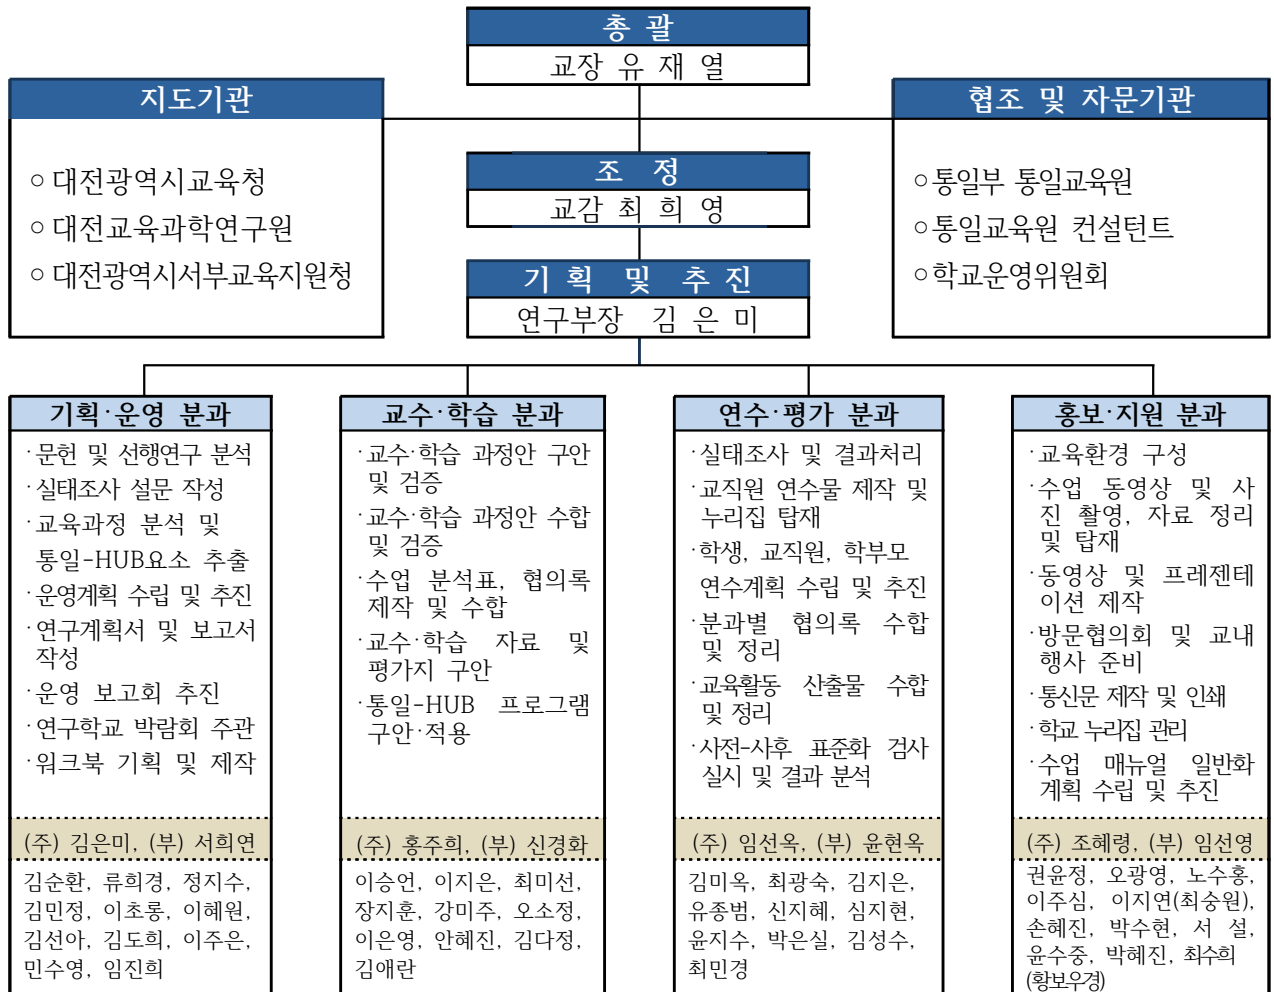 총 괄
교장 유 재 열
지도기관
○ 대전광역시교육청
○ 대전교육과학연구원
○ 대전광역시서부교육지원청
조 정
교감 최 희 영
기 획 및 추 진
연구부장 김 은 미
협조 및 자문기관
○통일부 통일교육원
○통일교육원 컨설턴트
○학교운영위원회
기획·운영 분과
·문헌 및 선행연구 분석
·실태조사 설문 작성
·교육과정 분석 및
통일-HUB요소 추출
·운영계획 수립 및 추진
·연구계획서 및 보고서
작성
·운영 보고회 추진
·연구학교 박람회 주관
·워크북 기획 및 제작
(주) 김은미, (부) 서희연
김순환, 류희경, 정지수,
김민정, 이초롱, 이혜원,
김선아, 김도희, 이주은,
민수영, 임진희
교수·학습 분과
·교수·학습 과정안 구안
및 검증
·교수·학습 과정안 수합
및 검증
·수업 분석표, 협의록
제작 및 수합
·교수·학습 자료 및
평가지 구안
·통일-HUB 프로그램
구안·적용
(주) 홍주희, (부) 신경화
이승언, 이지은, 최미선,
장지훈, 강미주, 오소정,
이은영, 안혜진, 김다정,
김애란
연수·평가 분과
·실태조사 및 결과처리
·교직원 연수물 제작 및
누리집 탑재
·학생, 교직원, 학부모
연수계획 수립 및 추진
·분과별 협의록 수합
및 정리
·교육활동 산출물 수합
및 정리
·사전-사후 표준화 검사
실시 및 결과 분석
(주) 임선옥, (부) 윤현옥
김미옥, 최광숙, 김지은,
유종범, 신지혜, 심지현,
윤지수, 박은실, 김성수,
최민경
홍보·지원 분과
·교육환경 구성
·수업 동영상 및 사
진 촬영, 자료 정리
및 탑재
·동영상 및 프레젠테
이션 제작
·방문협의회 및 교내
행사 준비
·통신문 제작 및 인쇄
·학교 누리집 관리
·수업 매뉴얼 일반화
계획 수립 및 추진
(주) 조혜령, (부) 임선영
권윤정, 오광영, 노수홍,
이주심, 이지연(최숭원),
손혜진, 박수현, 서 설,
윤수중, 박혜진, 최수희
(황보우경)